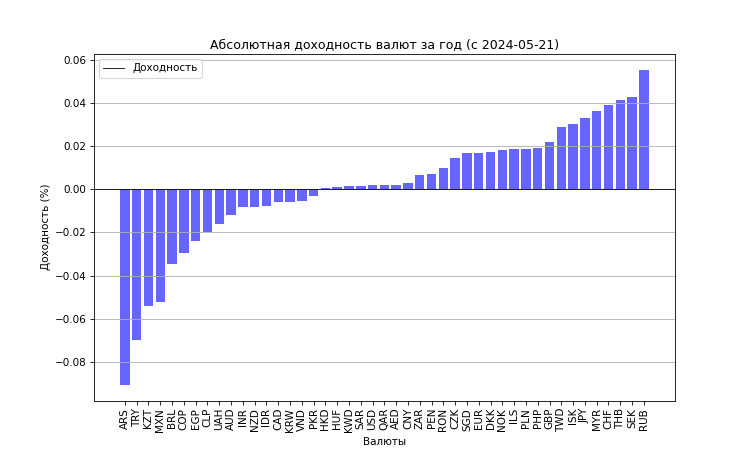 Абсолютная доходность валют за год (с 2024-05-21)
Доходность
0.06
0.04
0.02
0.00
−0.02
−0.04
−0.06
−0.08
Доходность (%)
ARS
TRY
KZT
MXN
BRL
COP
EGP
CLP
UAH
AUD
INR
NZD
IDR
CAD
KRW
VND
PKR
HKD
HUF
KWD
SAR
USD
QAR
AED
CNY
ZAR
PEN
RON
CZK
SGD
EUR
DKK
NOK
ILS
PLN
PHP
GBP
TWD
ISK
JPY
MYR
CHF
THB
SEK
RUB
Валюты